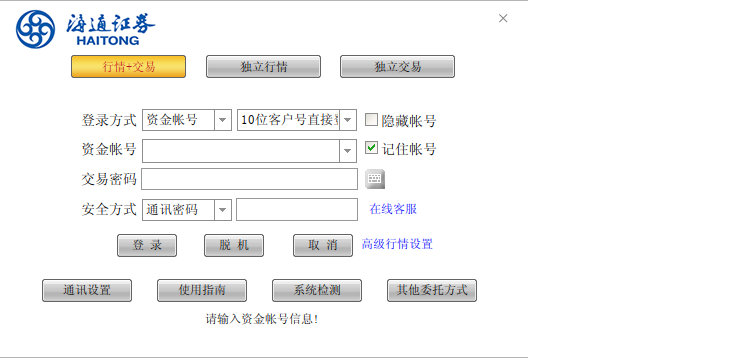 海通证券
HAITONG
行情+交易 独立行情 独立交易
登录方式 资金帐号 10位客户号直接 隐藏帐号
资金帐号 记住帐号
交易密码
安全方式 通讯密码 在线客服
登 录 脱 机 取 消 高级行情设置
通讯设置 使用指南 系统检测 其他委托方式
请输入资金帐号信息!